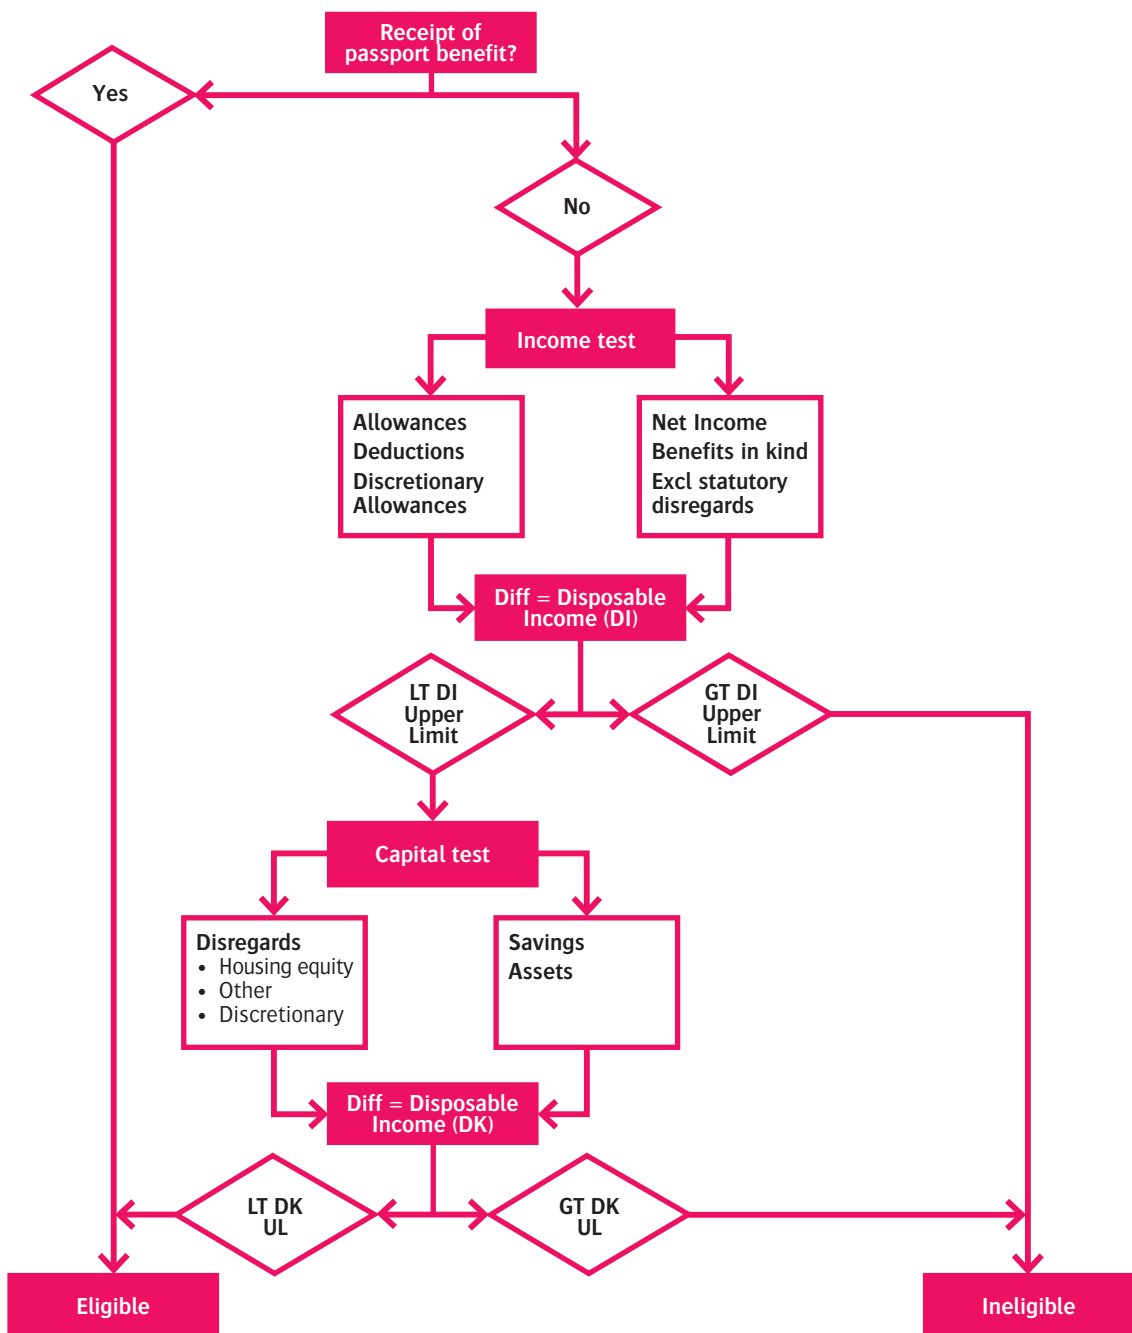 Receipt of
passport benefit?
Yes
No
Income test
Allowances
Deductions
Discretionary
Allowances
Net Income
Benefits in kind
Excl statutory
disregards
Diff = Disposable
Income (DI)
LT DI
Upper
Limit
GT DI
Upper
Limit
Capital test
Disregards
• Housing equity
• Other
• Discretionary
Savings
Assets
Diff = Disposable
Income (DK)
LT DK
UL
GT DK
UL
Eligible
Ineligible